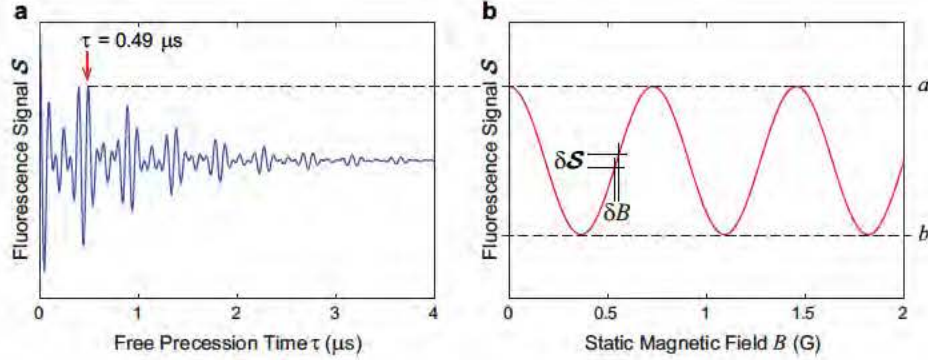 a
τ = 0.49 μs
Fluorescence Signal S
0 1 2 3 4
Free Precession Time τ (μs)
b
Fluorescence Signal S
δS
δB
a
b
0 0.5 1 1.5 2
Static Magnetic Field B (G)